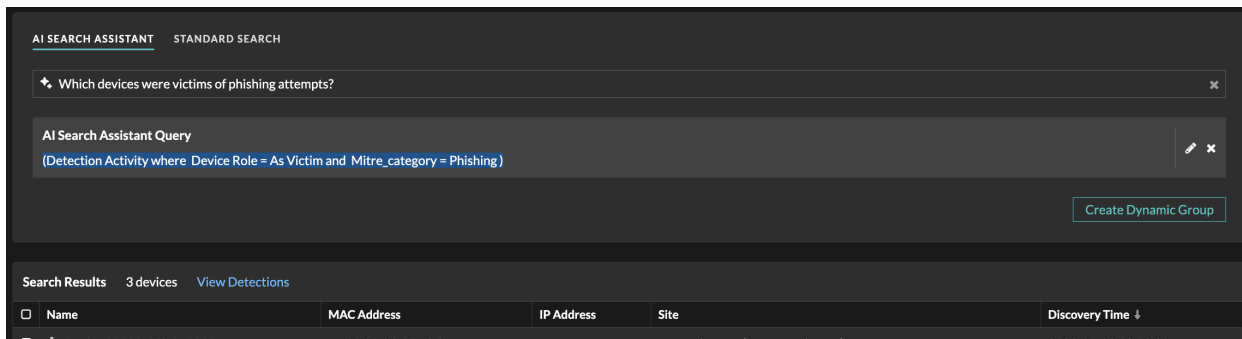 AI SEARCH ASSISTANT STANDARD SEARCH
Which devices were victims of phishing attempts?
AI Search Assistant Query
(Detection Activity where Device Role = As Victim and Mitre_category = Phishing )
Create Dynamic Group
Search Results 3 devices View Detections
Name MAC Address IP Address Site Discovery Time ↓